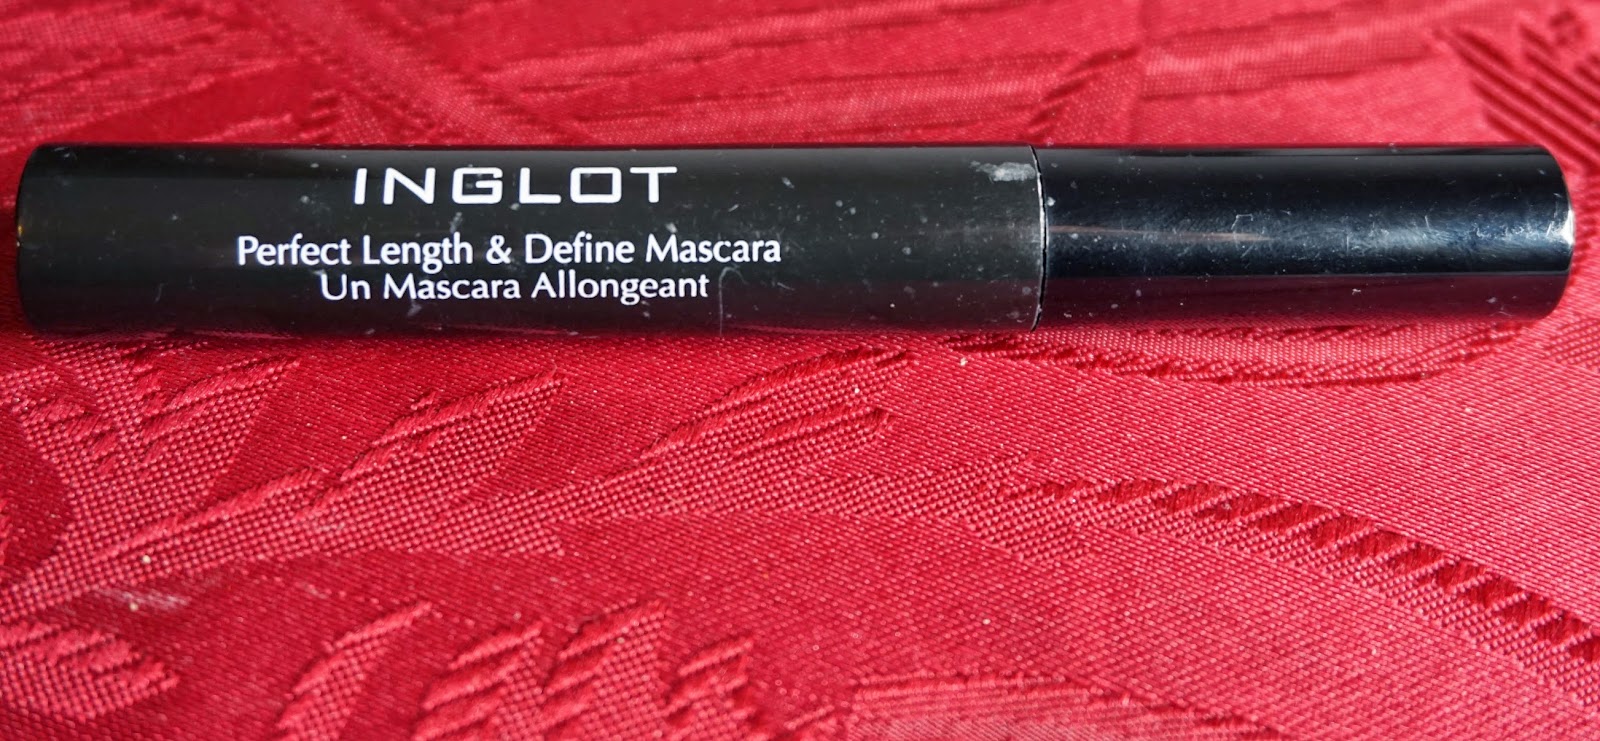 INGLOT
Perfect Length & Define Mascara
Un Mascara Allongeant